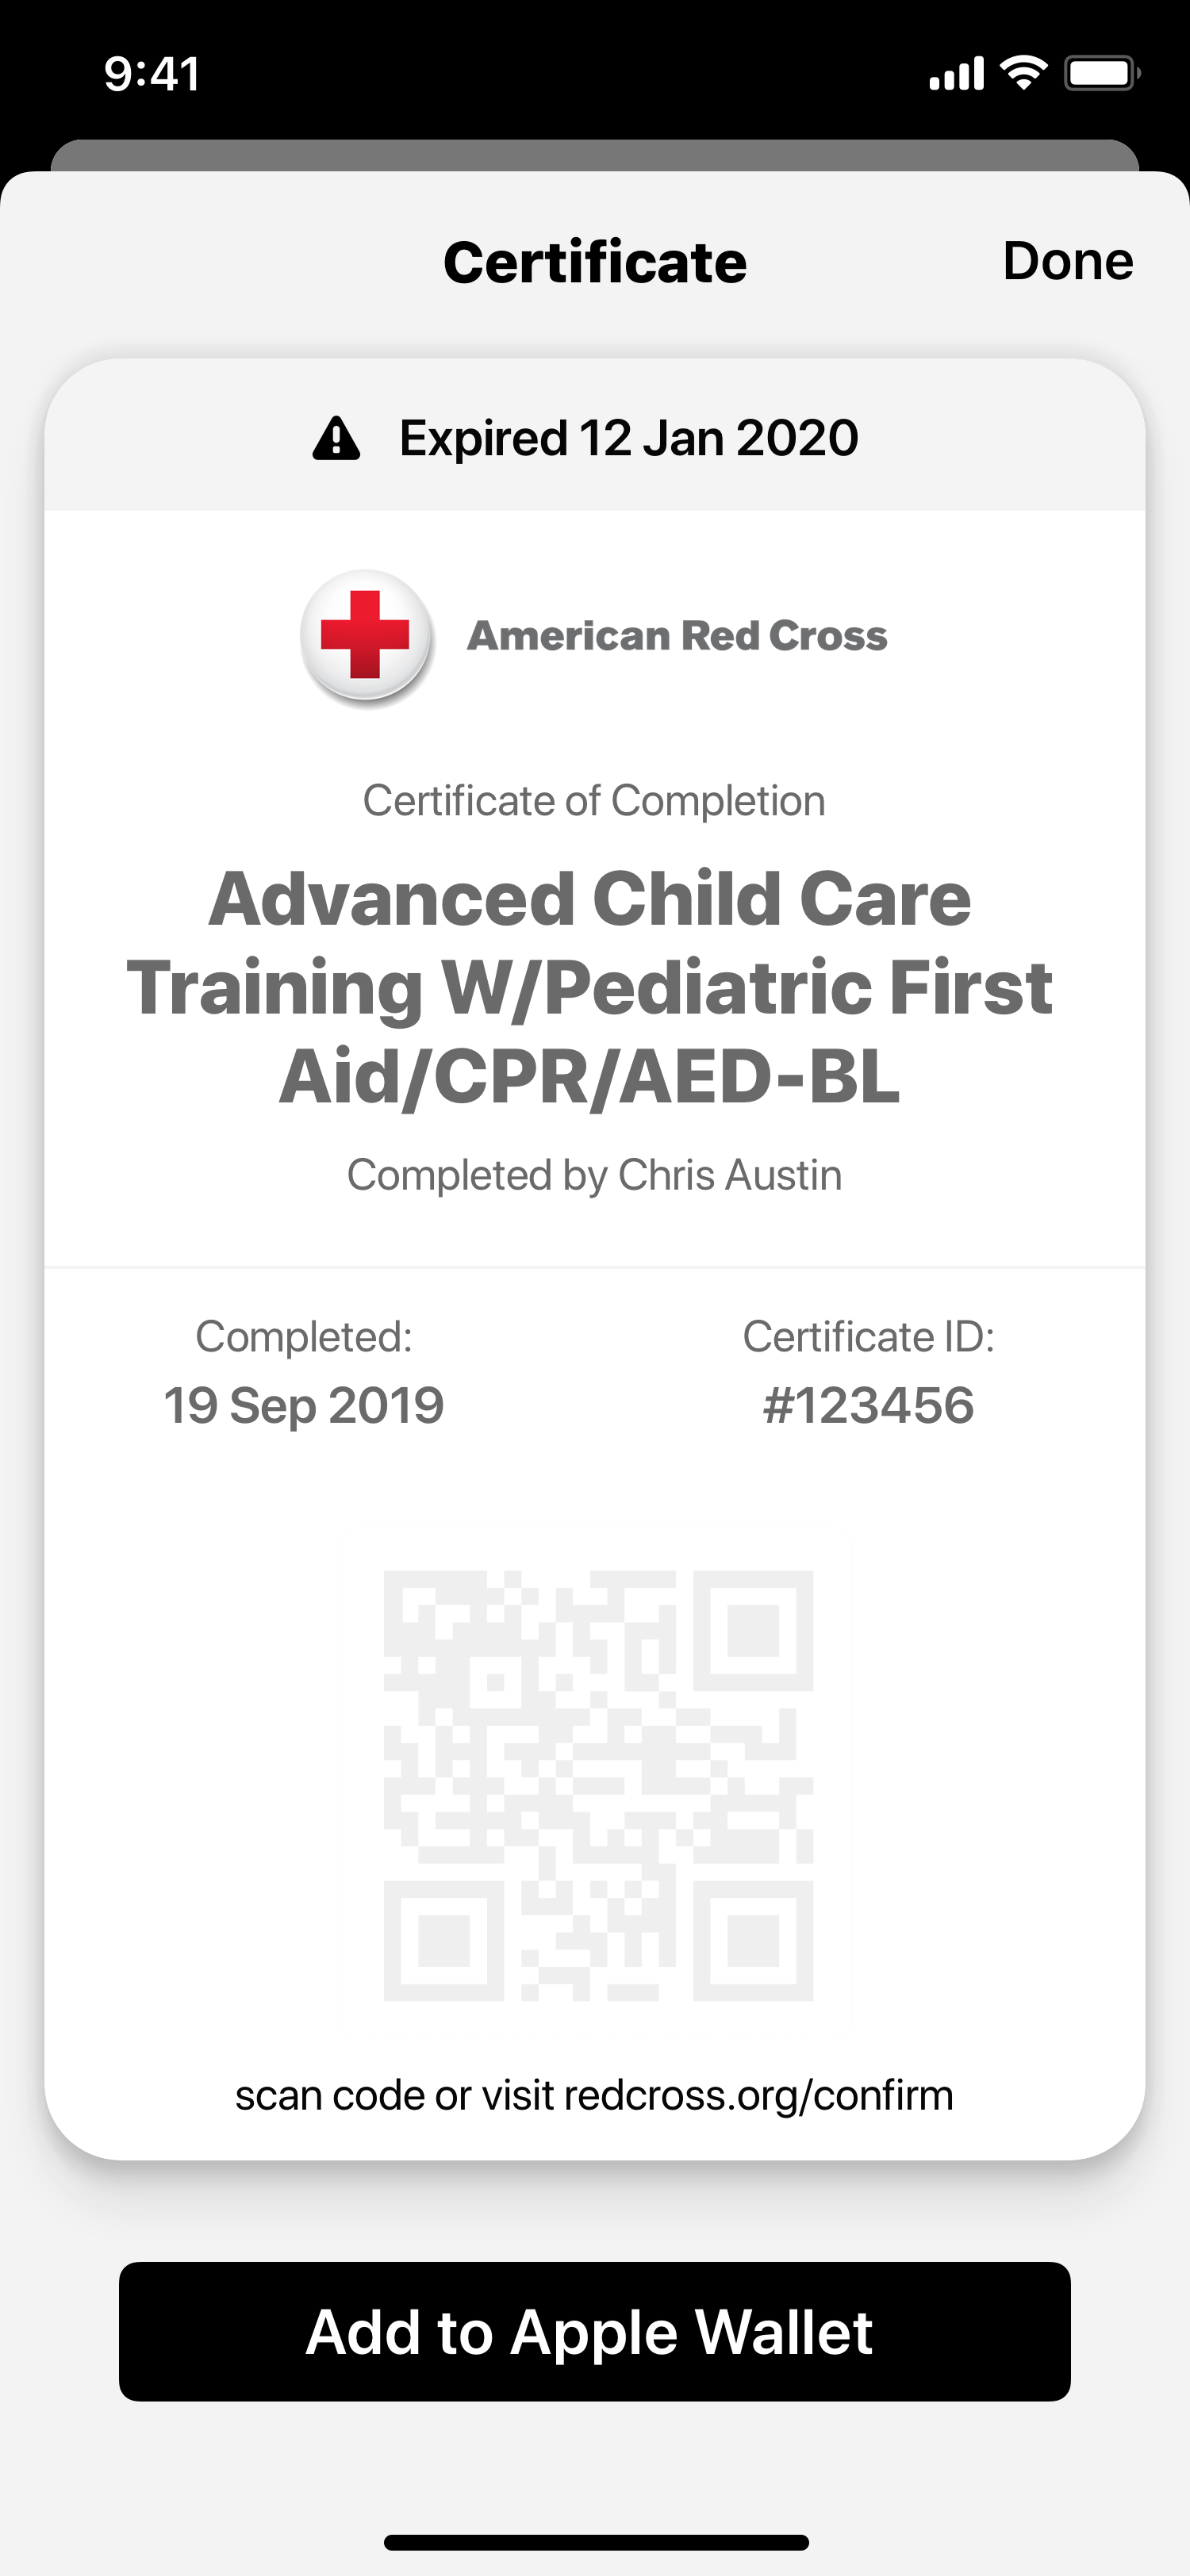 9:41
Certificate
Done
Expired 12 Jan 2020
American Red Cross
Certificate of Completion
Advanced Child Care
Training W/Pediatric First
Aid/CPR/AED-BL
Completed by Chris Austin
Completed:
19 Sep 2019
Certificate ID:
#123456
scan code or visit redcross.org/confirm
Add to Apple Wallet